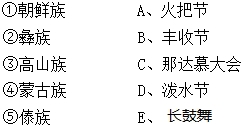 ①朝鲜族 A、火把节
②彝族 B、丰收节
③高山族 C、那达慕大会
④蒙古族 D、泼水节
⑤傣族 E、长鼓舞